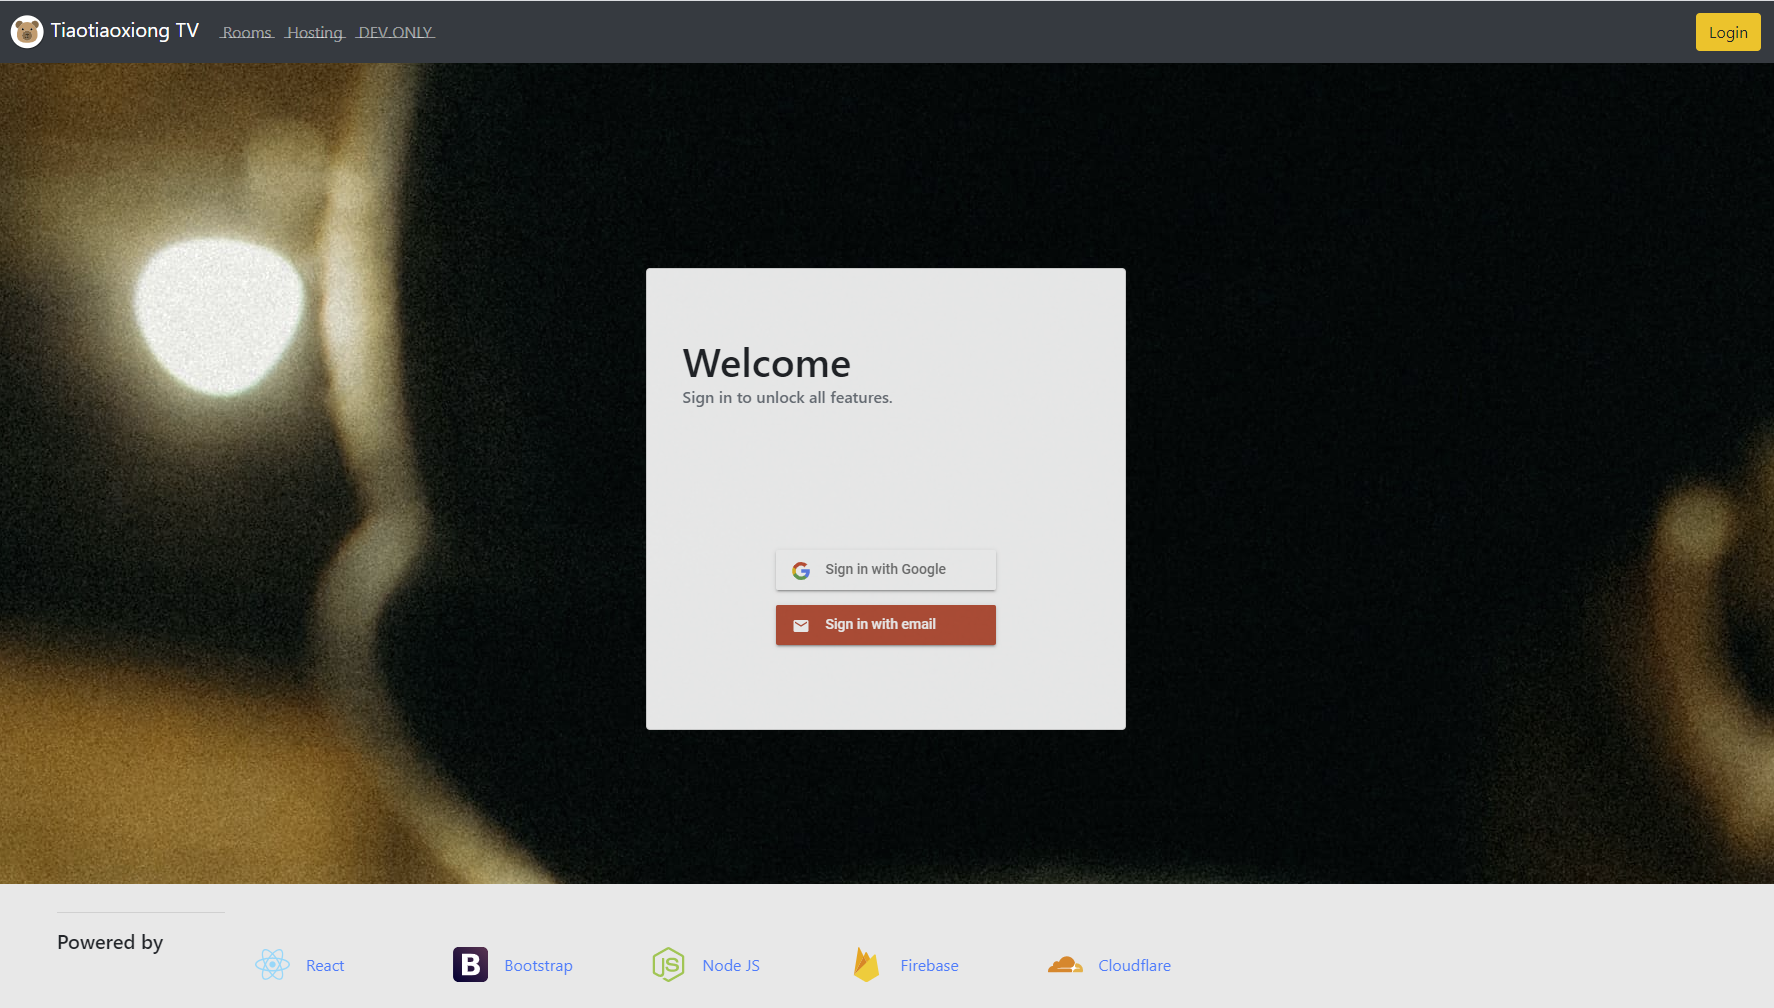 Tiaotiaoxiong TV Rooms Hosting DEV ONLY Login
Welcome
Sign in to unlock all features.
Sign in with Google
Sign in with email
Powered by
React Bootstrap Node JS Firebase Cloudflare